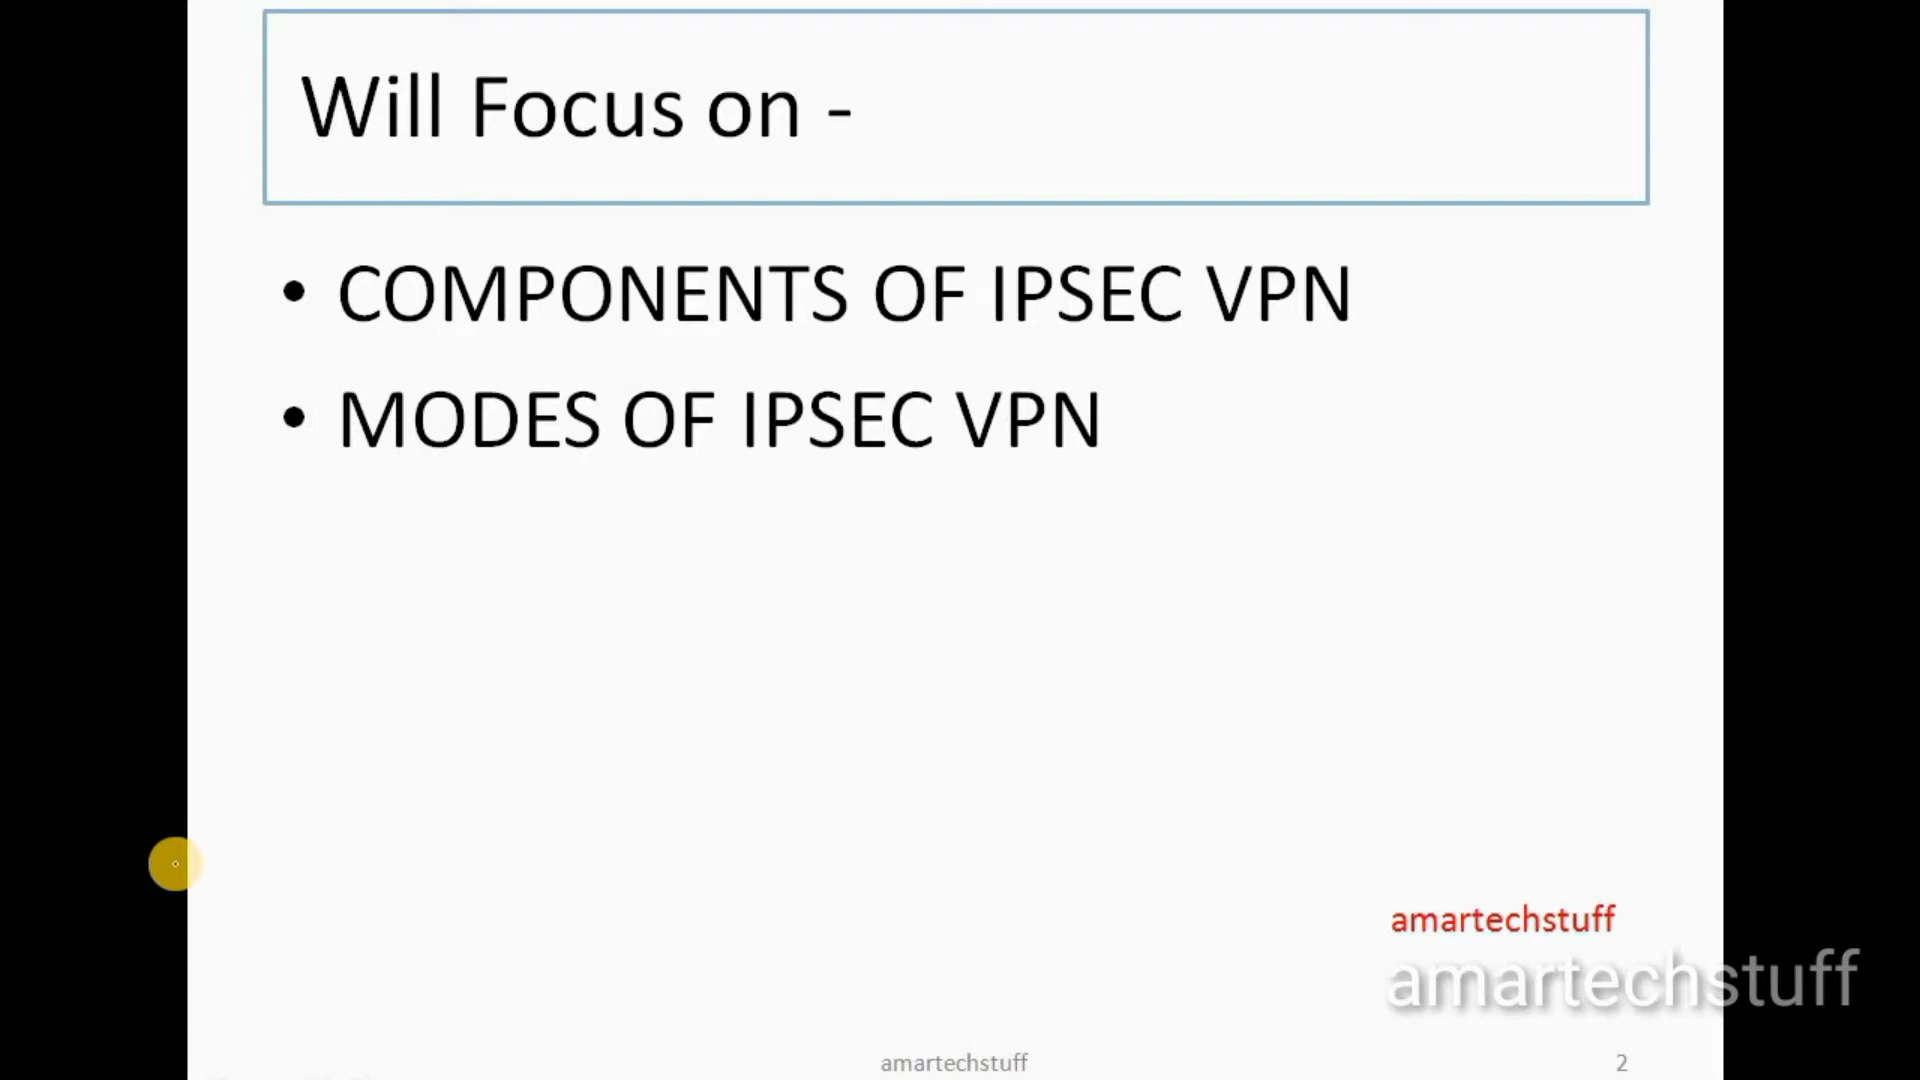 Will Focus on -
• COMPONENTS OF IPSEC VPN
• MODES OF IPSEC VPN
amartechstuff
amartechstuff
amartechstuff 2